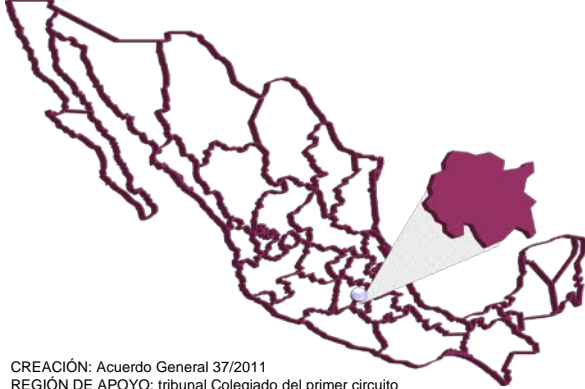 CREACIÓN: Acuerdo General 37/2011
REGIÓN DE APOYO: tribunal Colegiado del primer circuito